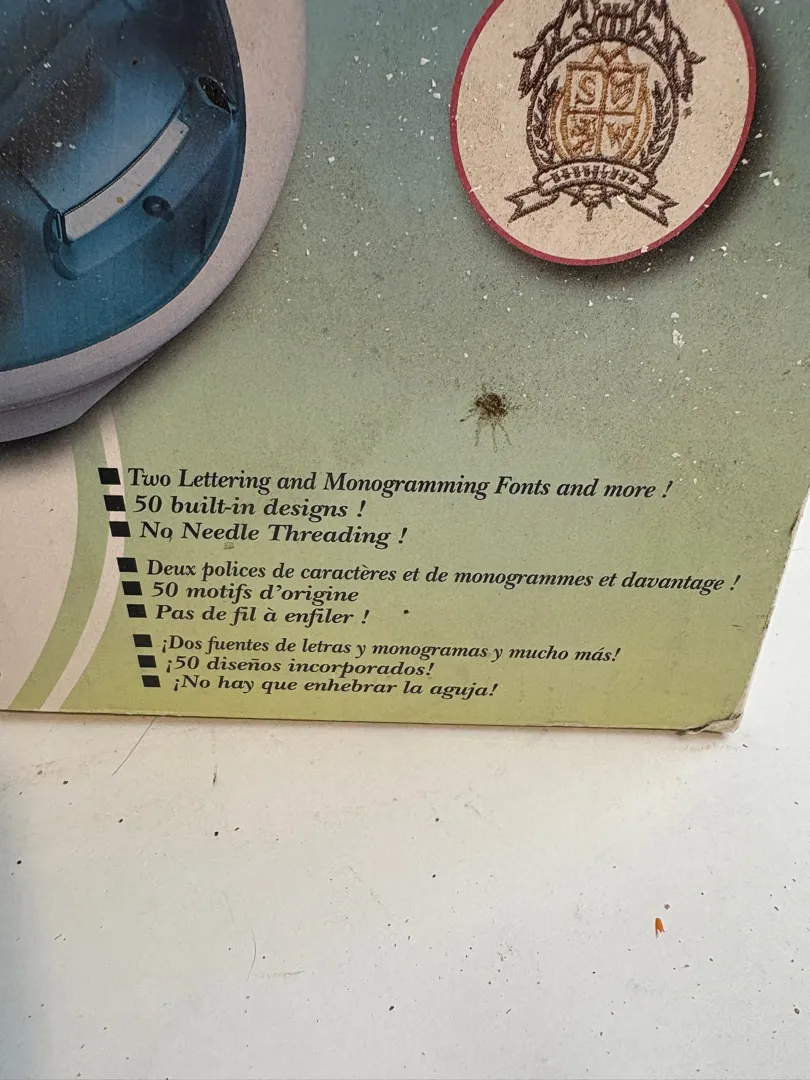 S
W
■ Two Lettering and Monogramming Fonts and more !
■ 50 built-in designs !
■ No Needle Threading !
■ Deux polices de caractères et de monogrammes et davantage !
■ 50 motifs d'origine
■ Pas de fil à enfiler !
■ ¡Dos fuentes de letras y monogramas y mucho más!
■ ¡50 diseños incorporados!
■ ¡No hay que enhebrar la aguja!